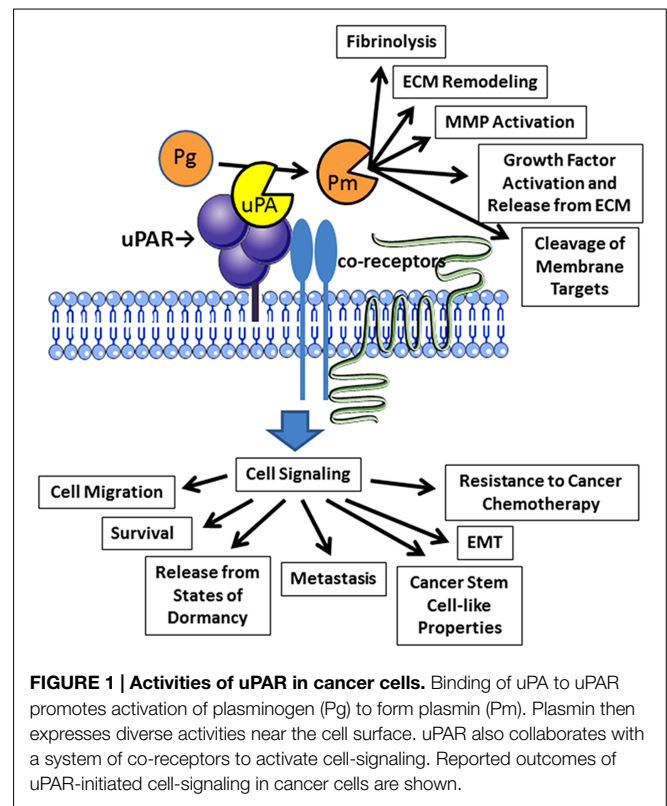 Fibrinolysis
ECM Remodeling
MMP Activation
Pg
Pm
Growth Factor
Activation and
Release from ECM
uPA
uPAR→
co-receptors
Cleavage of
Membrane
Targets
Cell Signaling
Cell Migration
Resistance to Cancer
Chemotherapy
Survival
EMT
Release from
States of
Dormancy
Metastasis
Cancer Stem
Cell-like
Properties
FIGURE 1 | Activities of uPAR in cancer cells. Binding of uPA to uPAR
promotes activation of plasminogen (Pg) to form plasmin (Pm). Plasmin then
expresses diverse activities near the cell surface. uPAR also collaborates with
a system of co-receptors to activate cell-signaling. Reported outcomes of
uPAR-initiated cell-signaling in cancer cells are shown.